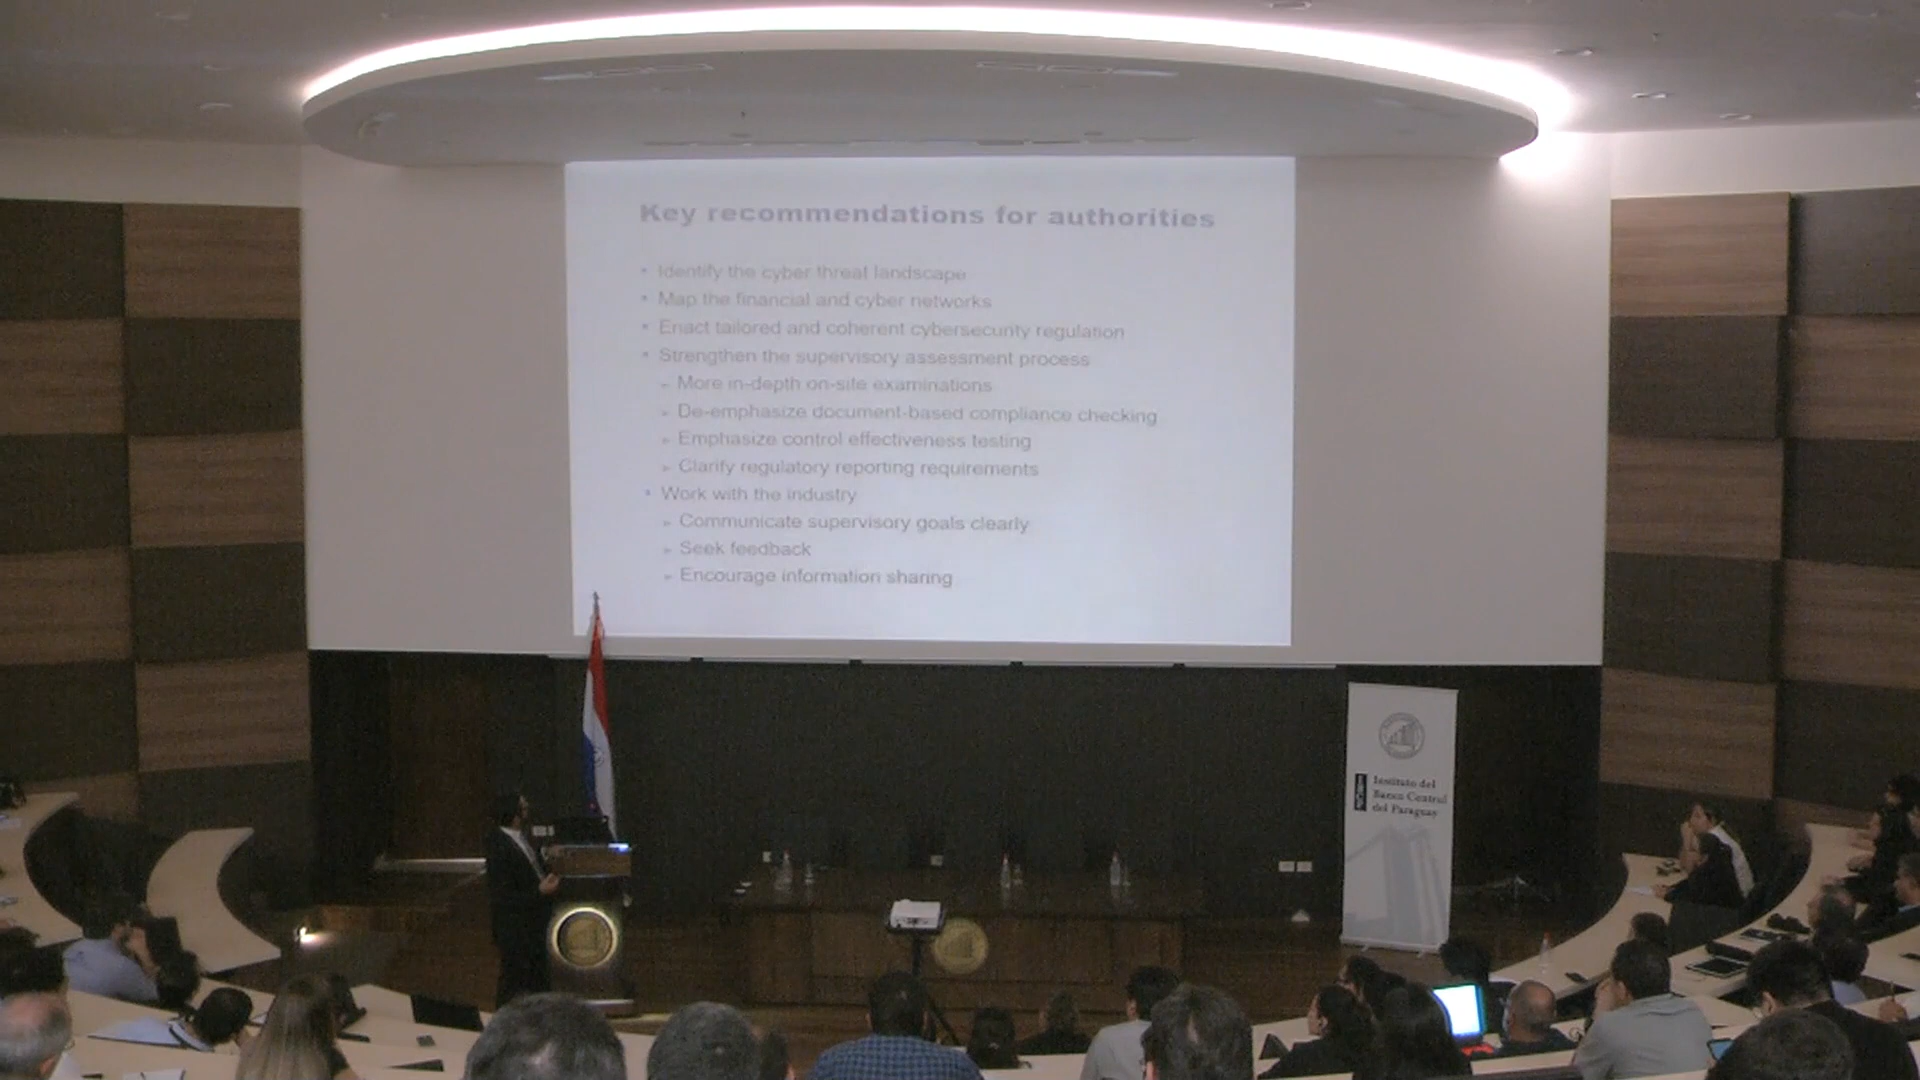 Key recommendations for authorities
• Identify the cyber threat landscape
• Map the financial and cyber networks
• Enact tailored and coherent cybersecurity regulation
• Strengthen the supervisory assessment process
– More in-depth on-site examinations
– De-emphasize document-based compliance checking
– Emphasize control effectiveness testing
– Clarify regulatory reporting requirements
• Work with the industry
– Communicate supervisory goals clearly
– Seek feedback
– Encourage information sharing
Instituto del
Banco Central
del Paraguay